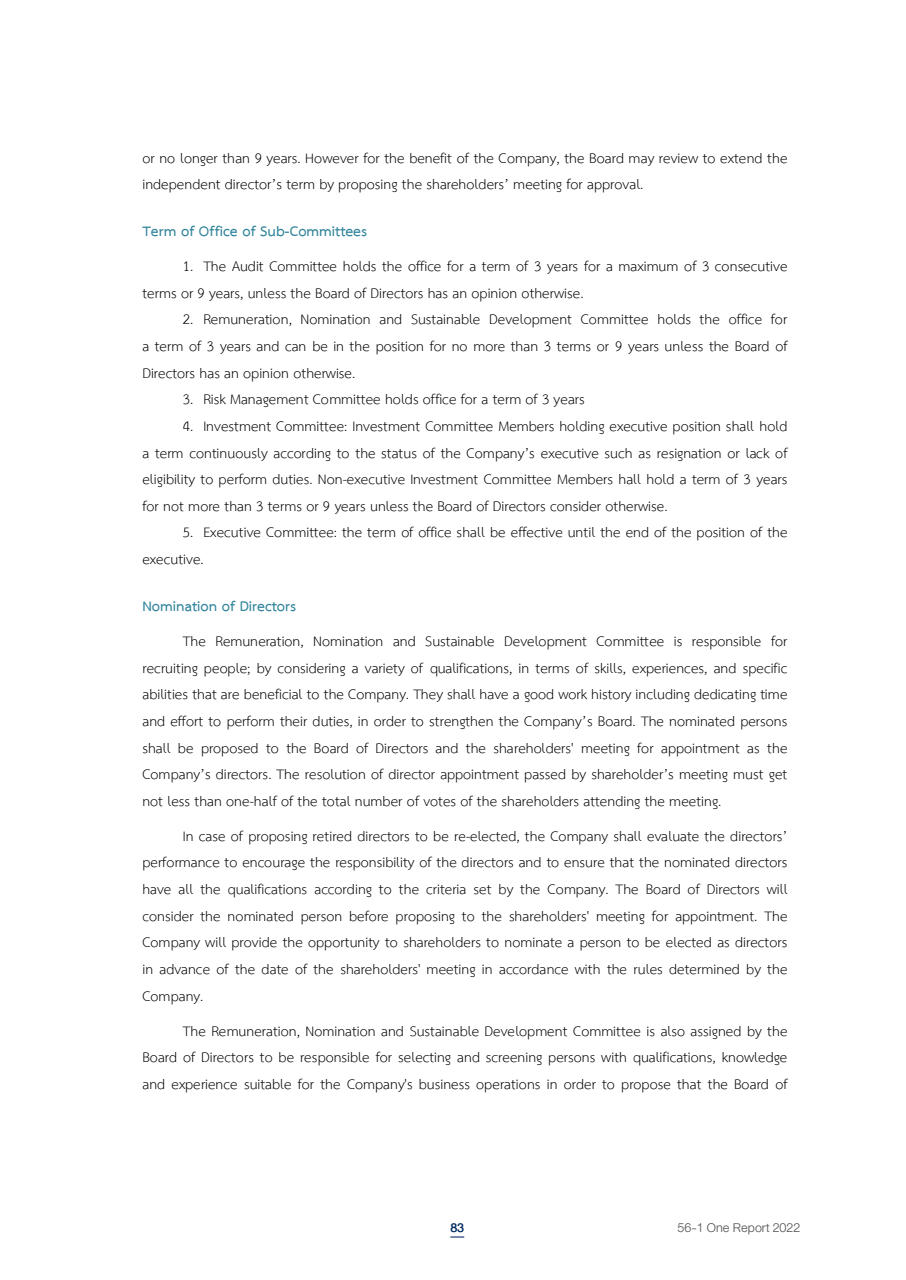 or no longer than 9 years. However for the benefit of the Company, the Board may review to extend the
independent director’s term by proposing the shareholders’ meeting for approval.
Term of Office of Sub-Committees
1. The Audit Committee holds the office for a term of 3 years for a maximum of 3 consecutive
terms or 9 years, unless the Board of Directors has an opinion otherwise.
2. Remuneration, Nomination and Sustainable Development Committee holds the office for
a term of 3 years and can be in the position for no more than 3 terms or 9 years unless the Board of
Directors has an opinion otherwise.
3. Risk Management Committee holds office for a term of 3 years
4. Investment Committee: Investment Committee Members holding executive position shall hold
a term continuously according to the status of the Company’s executive such as resignation or lack of
eligibility to perform duties. Non-executive Investment Committee Members hall hold a term of 3 years
for not more than 3 terms or 9 years unless the Board of Directors consider otherwise.
5. Executive Committee: the term of office shall be effective until the end of the position of the
executive.
Nomination of Directors
The Remuneration, Nomination and Sustainable Development Committee is responsible for
recruiting people; by considering a variety of qualifications, in terms of skills, experiences, and specific
abilities that are beneficial to the Company. They shall have a good work history including dedicating time
and effort to perform their duties, in order to strengthen the Company’s Board. The nominated persons
shall be proposed to the Board of Directors and the shareholders' meeting for appointment as the
Company’s directors. The resolution of director appointment passed by shareholder’s meeting must get
not less than one-half of the total number of votes of the shareholders attending the meeting.
In case of proposing retired directors to be re-elected, the Company shall evaluate the directors’
performance to encourage the responsibility of the directors and to ensure that the nominated directors
have all the qualifications according to the criteria set by the Company. The Board of Directors will
consider the nominated person before proposing to the shareholders' meeting for appointment. The
Company will provide the opportunity to shareholders to nominate a person to be elected as directors
in advance of the date of the shareholders' meeting in accordance with the rules determined by the
Company.
The Remuneration, Nomination and Sustainable Development Committee is also assigned by the
Board of Directors to be responsible for selecting and screening persons with qualifications, knowledge
and experience suitable for the Company's business operations in order to propose that the Board of
83
56-1 One Report 2022